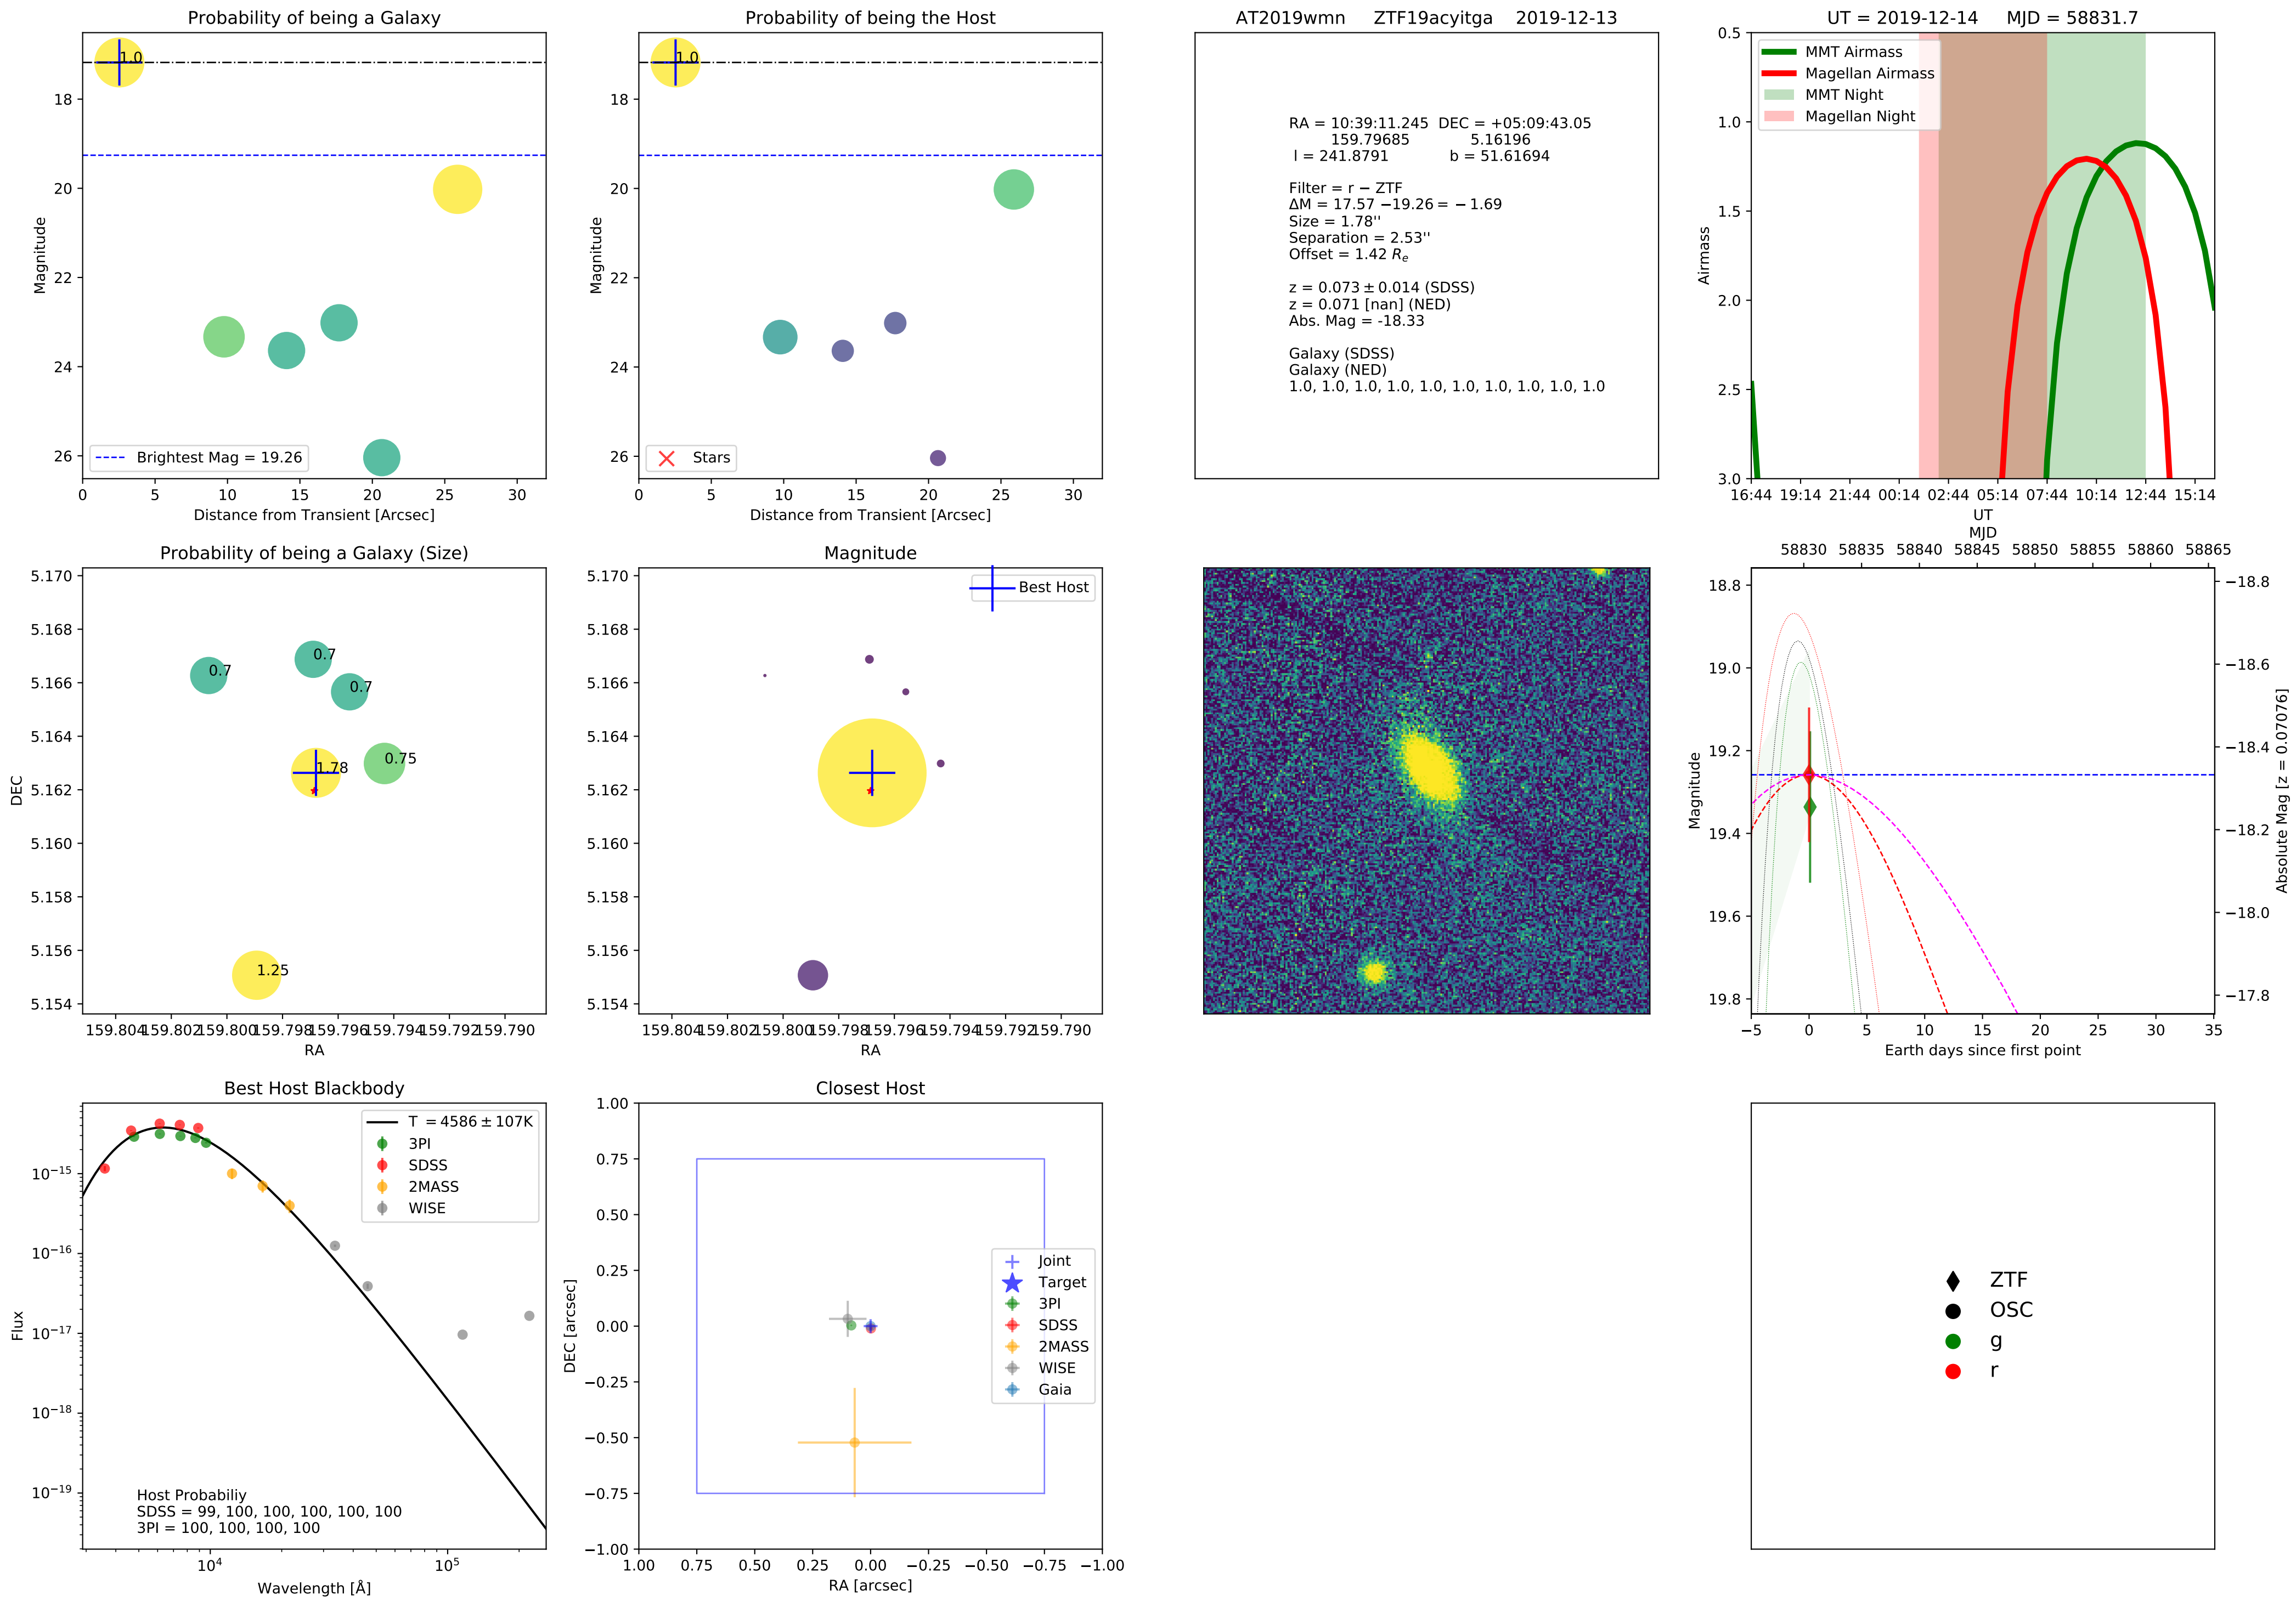 Probability of being a Galaxy
1.0
18
20
22
24
26
Magnitude
Brightest Mag = 19.26
0 5 10 15 20 25 30
Distance from Transient [Arcsec]
Probability of being the Host
1.0
18
20
22
24
26
Magnitude
Stars
0 5 10 15 20 25 30
Distance from Transient [Arcsec]
AT2019wmn ZTF19acyitga 2019-12-13
RA = 10:39:11.245 DEC = +05:09:43.05
159.79685 5.16196
l = 241.8791 b = 51.61694
Filter = r − ZTF
ΔM = 17.57 −19.26 = −1.69
Size = 1.78''
Separation = 2.53''
Offset = 1.42 Re
z = 0.073 ± 0.014 (SDSS)
z = 0.071 [nan] (NED)
Abs. Mag = -18.33
Galaxy (SDSS)
Galaxy (NED)
1.0, 1.0, 1.0, 1.0, 1.0, 1.0, 1.0, 1.0, 1.0, 1.0
UT = 2019-12-14 MJD = 58831.7
MMT Airmass
Magellan Airmass
MMT Night
Magellan Night
0.5
1.0
1.5
2.0
2.5
3.0
Airmass
16:44 19:14 21:44 00:14 02:44 05:14 07:44 10:14 12:44 15:14
UT
Probability of being a Galaxy (Size)
5.170
5.168
5.166
5.164
5.162
5.160
5.158
5.156
5.154
DEC
0.7
0.7
0.7
1.78
0.75
1.25
159.804 159.802 159.800 159.798 159.796 159.794 159.792 159.790
RA
Magnitude
Best Host
5.170
5.168
5.166
5.164
5.162
5.160
5.158
5.156
5.154
159.804 159.802 159.800 159.798 159.796 159.794 159.792 159.790
RA
MJD
58830 58835 58840 58845 58850 58855 58860 58865
18.8
19.0
19.2
19.4
19.6
19.8
Magnitude
−18.8
−18.6
−18.4
−18.2
−18.0
−17.8
Absolute Mag [z = 0.07076]
−5 0 5 10 15 20 25 30 35
Earth days since first point
Best Host Blackbody
T = 4586 ± 107K
3PI
SDSS
2MASS
WISE
10−15
10−16
10−17
10−18
10−19
Flux
Host Probabiliy
SDSS = 99, 100, 100, 100, 100, 100
3PI = 100, 100, 100, 100
104 105
Wavelength [Å]
Closest Host
1.00
0.75
0.50
0.25
0.00
−0.25
−0.50
−0.75
−1.00
DEC [arcsec]
Joint
Target
3PI
SDSS
2MASS
WISE
Gaia
1.00 0.75 0.50 0.25 0.00 −0.25 −0.50 −0.75 −1.00
RA [arcsec]
ZTF
OSC
g
r